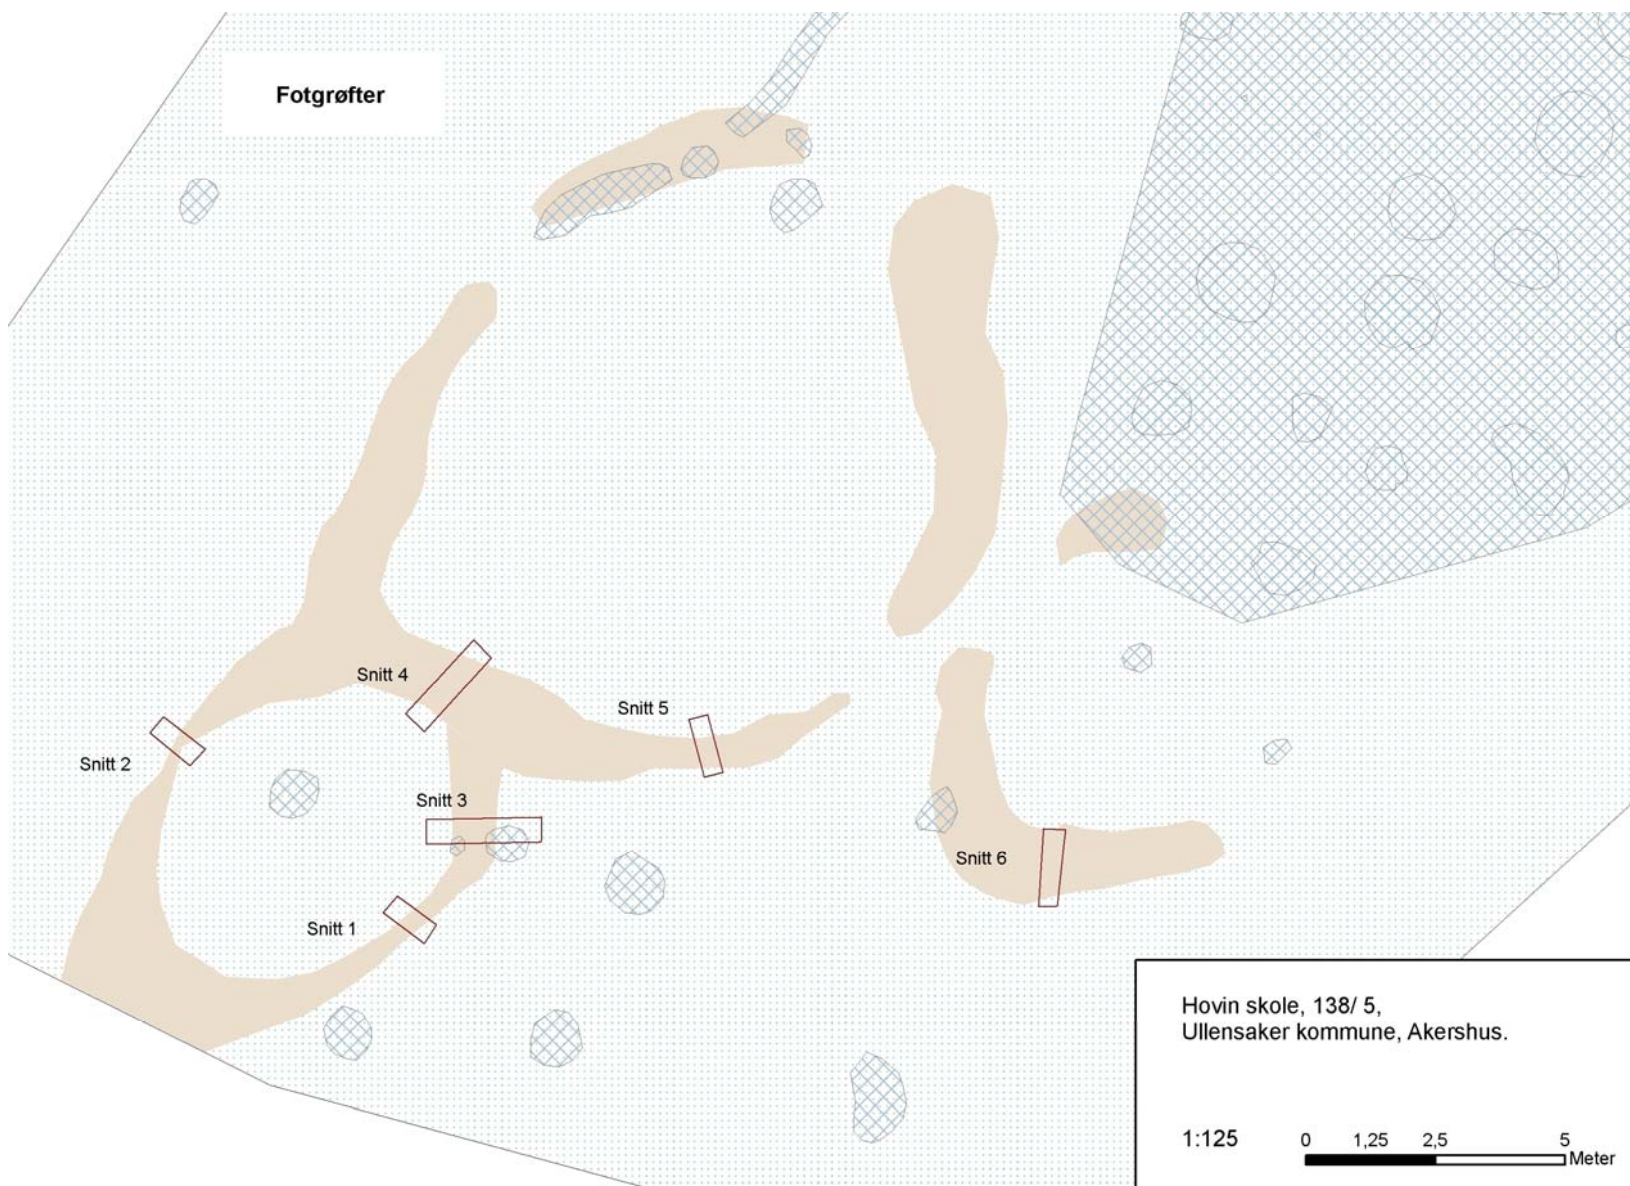 Fotgrøfter
Snitt 4
Snitt 5
Snitt 2
Snitt 3
Snitt 6
Snitt 1
Hovin skole, 138/ 5,
Ullensaker kommune, Akershus.
1:125
0 1,25 2,5 5
Meter